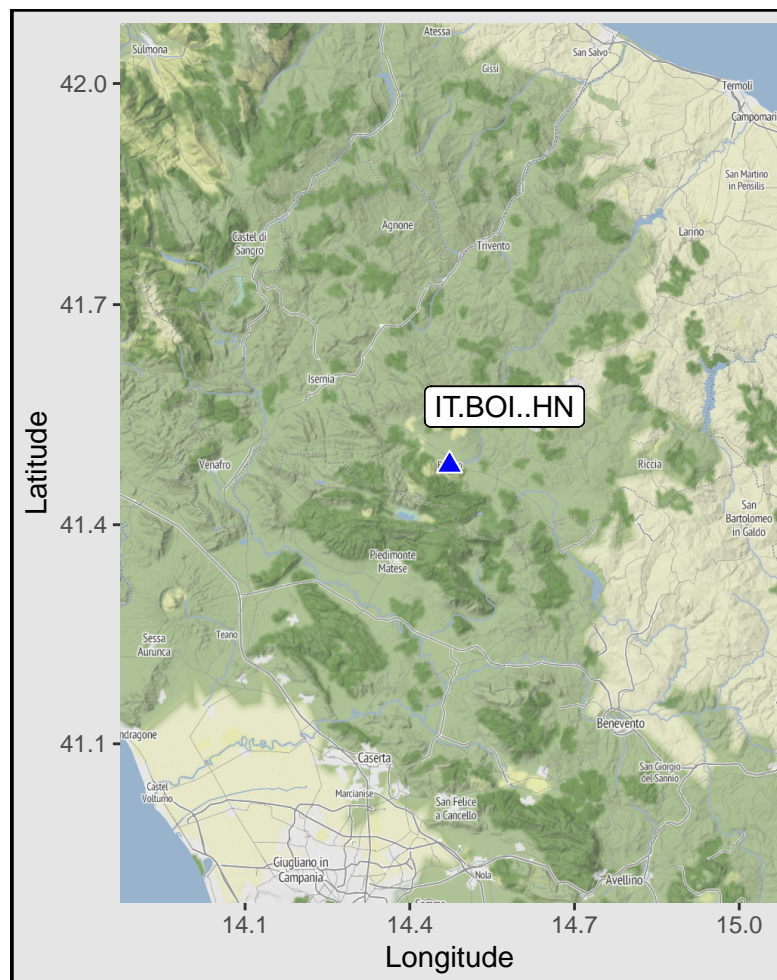 Atessa
Sulmona
San Salvo
Gissi
42.0
Termoli
Campomari
San Martino
in Pensilis
Agnone
Larino
Castel di
Sangro
Trivento
41.7
Isernia
IT.BOI..HN
Venafro
Riccia
Latitude
San
Bartolomeo
in Galdo
41.4
Piedimonte
Matese
Sessa
Aurunca
Teano
Benevento
ndragone
41.1
Caserta
San Giorgio
del Sannio
Castel
Volturno
Marcianise
San Felice
a Cancello
Giugliano in
Campania
Nola
Avellino
14.1
14.4
14.7
15.0
Longitude